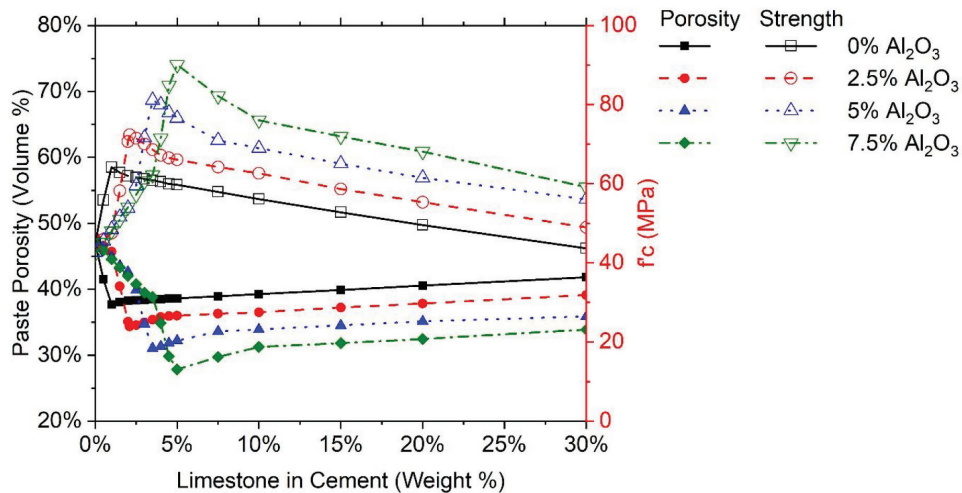 Porosity Strength
0% Al₂O₃
2.5% Al₂O₃
5% Al₂O₃
7.5% Al₂O₃
Paste Porosity (Volume %)
80%
70%
60%
50%
40%
30%
20%
100
80
60
40
20
0
f'c (MPa)
0% 5% 10% 15% 20% 25% 30%
Limestone in Cement (Weight %)